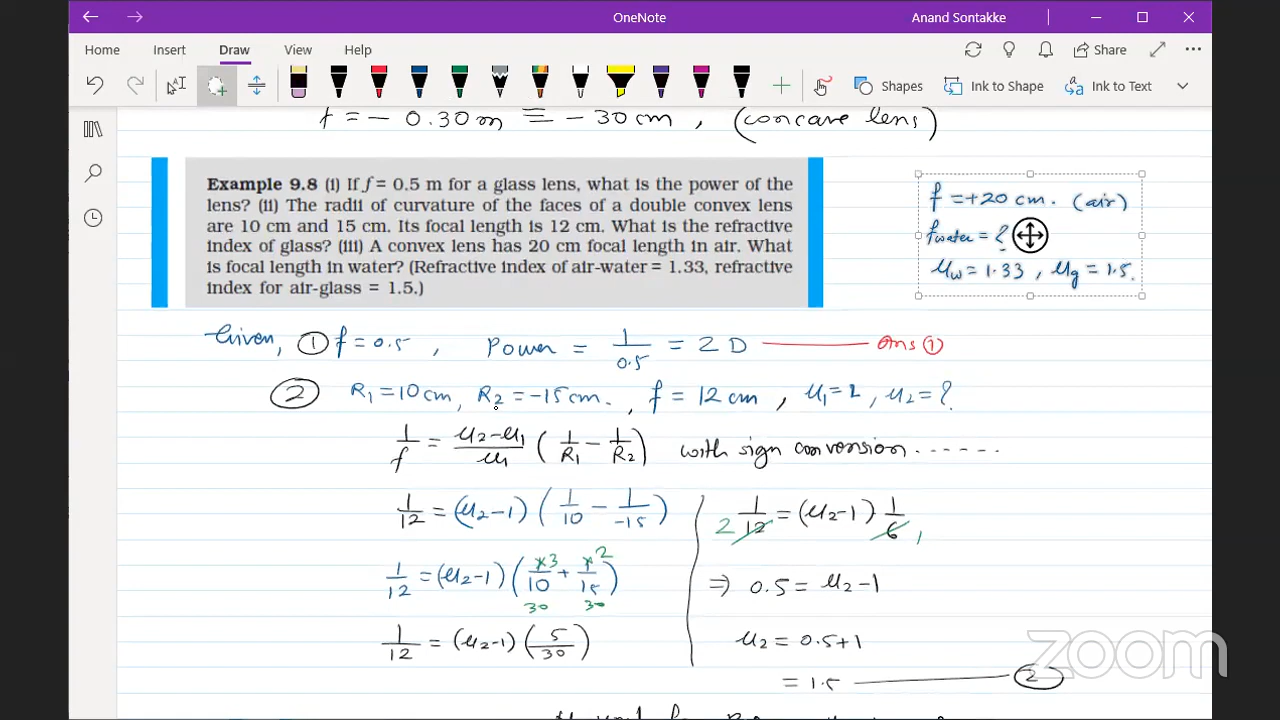 OneNote
Anand Sontakke
Home Insert Draw View Help
Share
Shapes
Ink to Shape
Ink to Text
f = - 0.30 m ≡ - 30 cm , (concave lens)
Example 9.8 (i) If f = 0.5 m for a glass lens, what is the power of the
lens? (ii) The radii of curvature of the faces of a double convex lens
are 10 cm and 15 cm. Its focal length is 12 cm. What is the refractive
index of glass? (iii) A convex lens has 20 cm focal length in air. What
is focal length in water? (Refractive index of air-water = 1.33, refractive
index for air-glass = 1.5.)
f = +20 cm. (air)
fwater = ?
μw = 1.33 , μg = 1.5.
Given, ① f = 0.5 , Power = 1/0.5 = 2 D Ans ①
② R1 = 10 cm, R2 = -15 cm. , f = 12 cm , μ1 = 1 , μ2 = ?
1/f = (μ2 - μ1)/μ1 (1/R1 - 1/R2) with sign conversion ......
1/12 = (μ2 - 1) (1/10 - 1/-15)
1/12 = (μ2 - 1) (1×3/10 + 1×2/15)
30 30
1/12 = (μ2 - 1) (5/30)
2 1/12 = (μ2 - 1) 1/6 1
⇒ 0.5 = μ2 - 1
μ2 = 0.5 + 1
= 1.5 ②
zoom